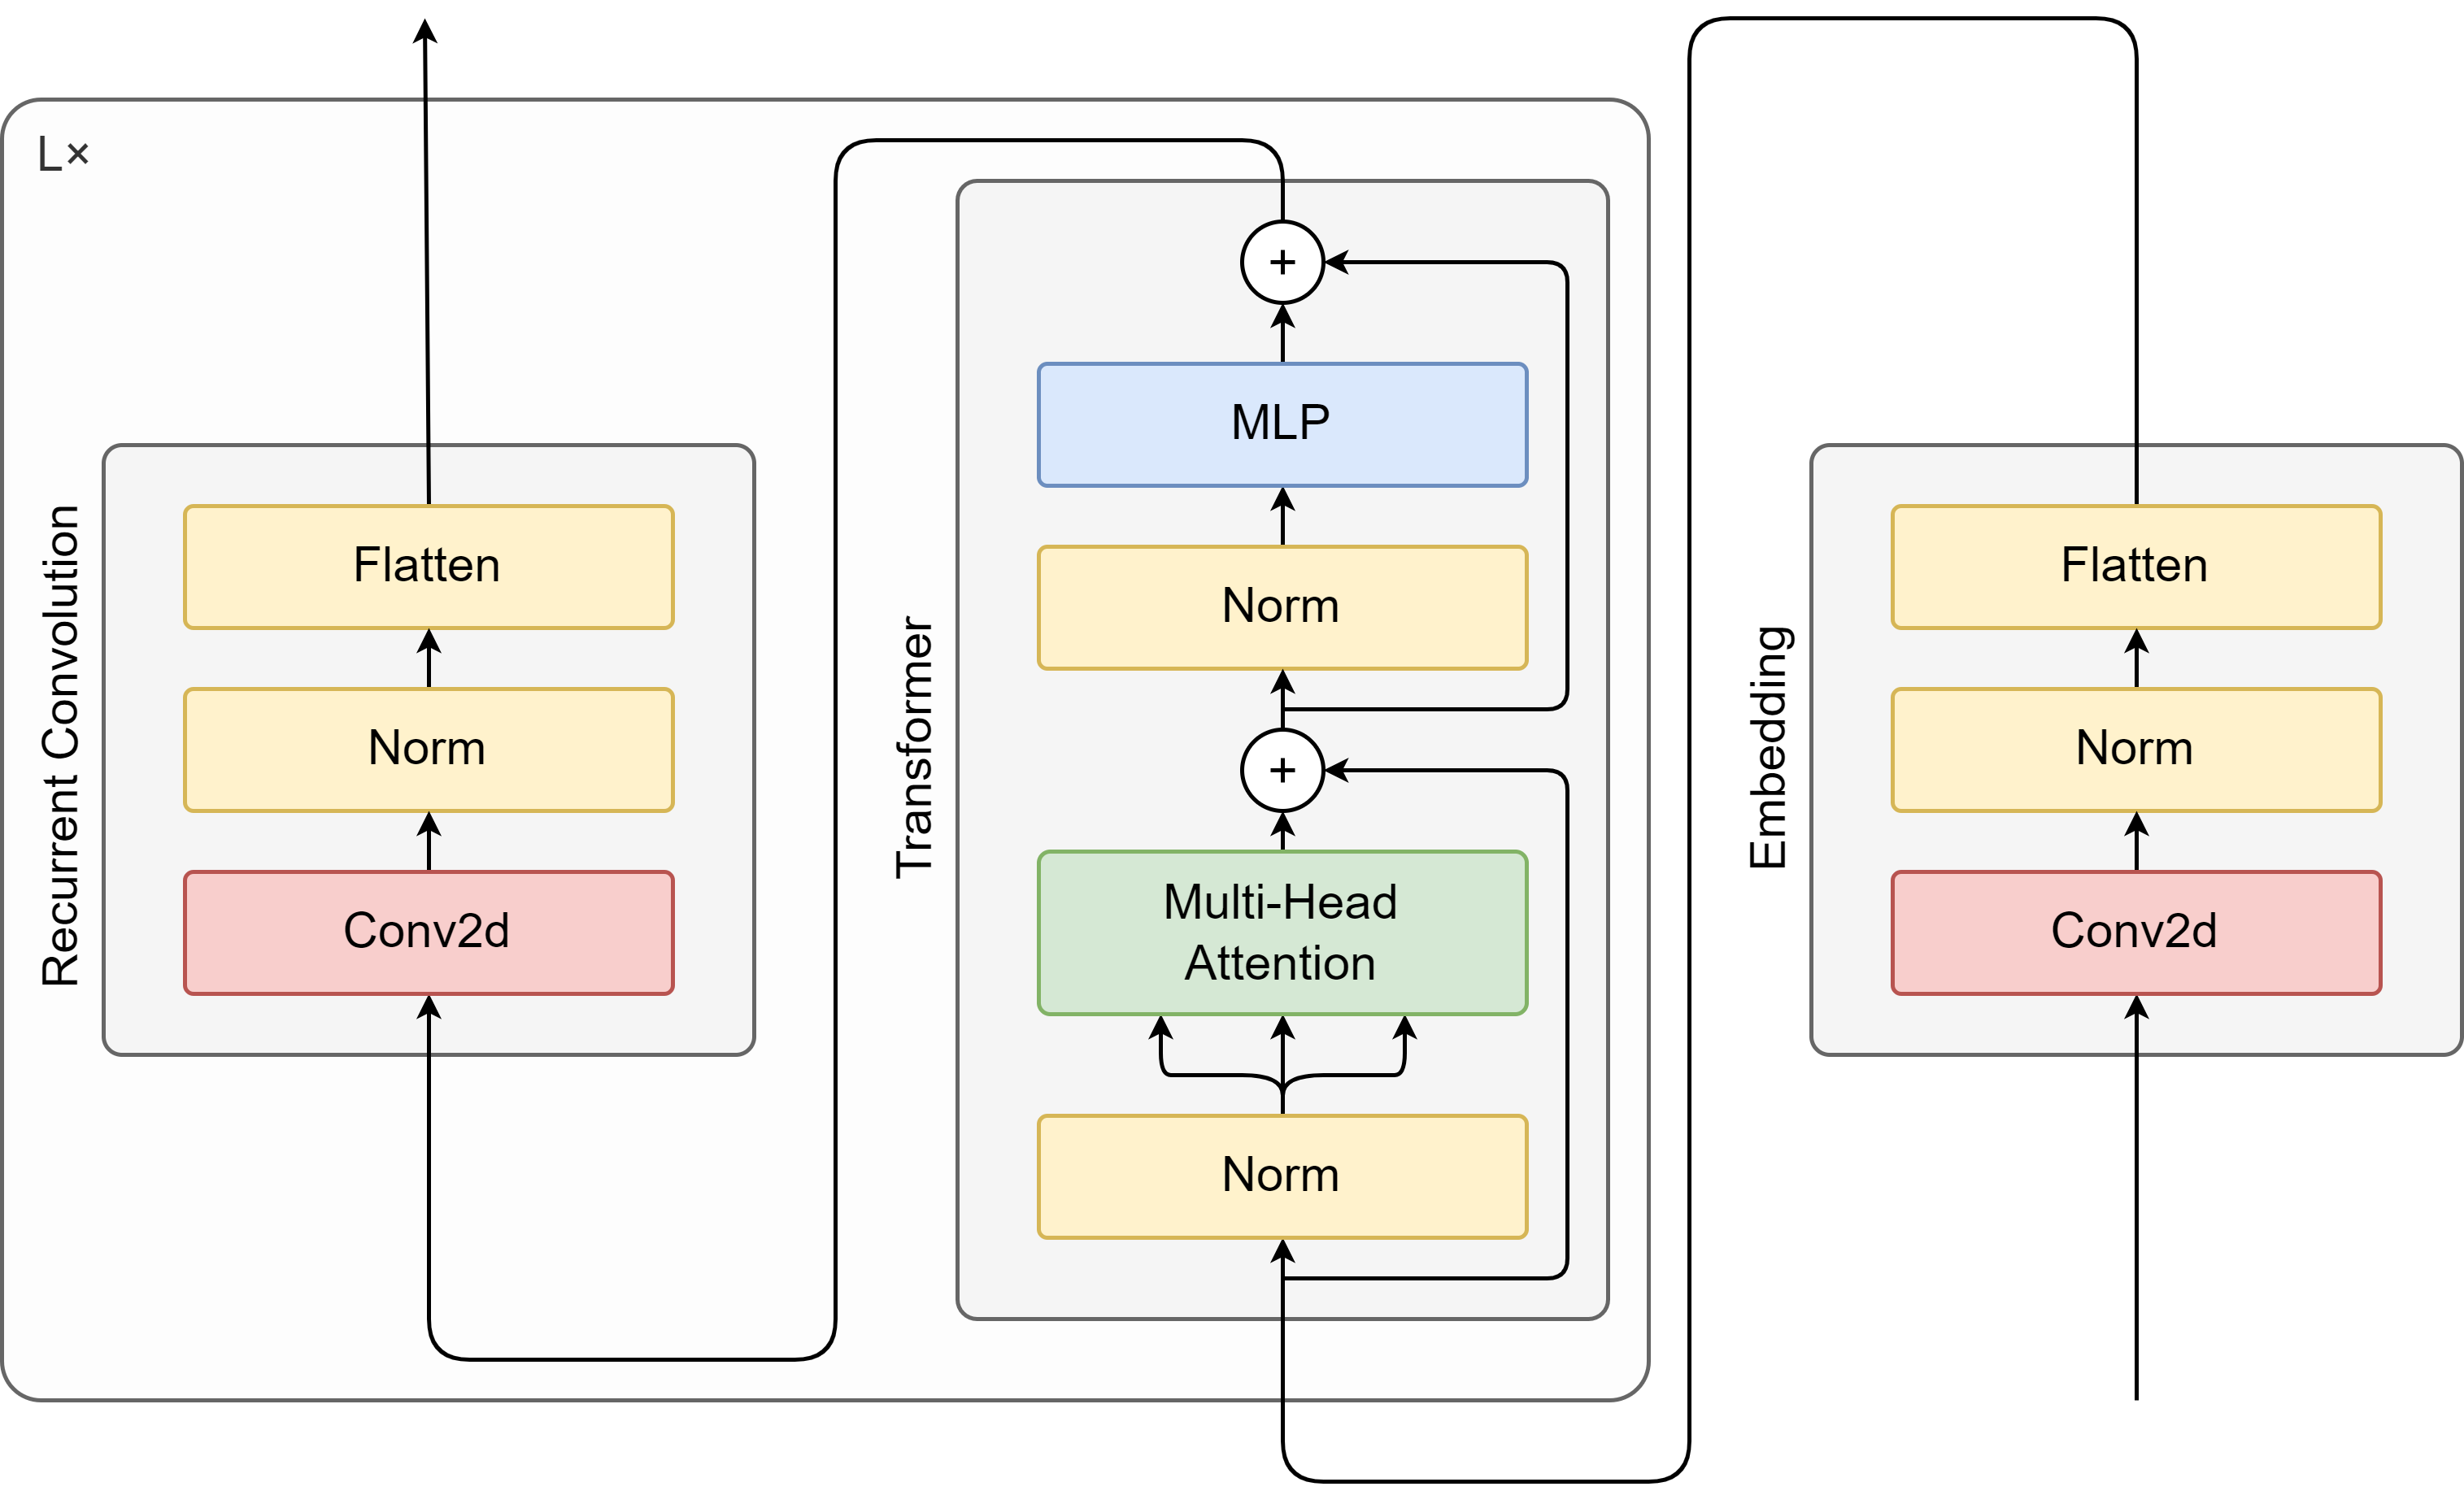 L×
Recurrent Convolution
Flatten
Norm
Conv2d
Transformer
+
MLP
Norm
+
Multi-Head
Attention
Norm
Embedding
Flatten
Norm
Conv2d